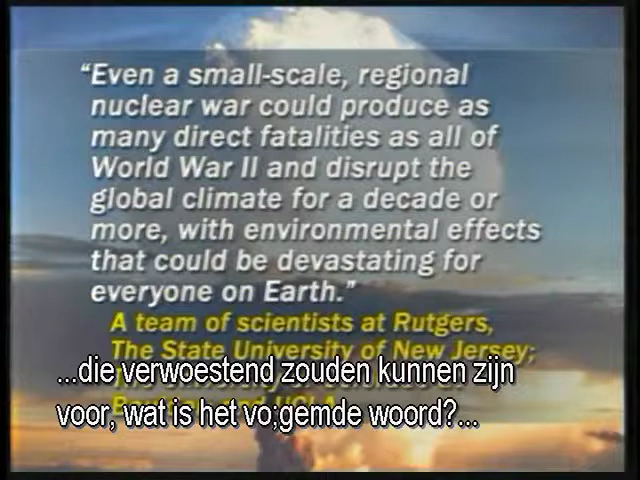 “Even a small-scale, regional
nuclear war could produce as
many direct fatalities as all of
World War II and disrupt the
global climate for a decade or
more, with environmental effects
that could be devastating for
everyone on Earth.”
A team of scientists at Rutgers,
The State University of New Jersey;
...die verwoestend zouden kunnen zijn
voor, wat is het vo;gemde woord?...